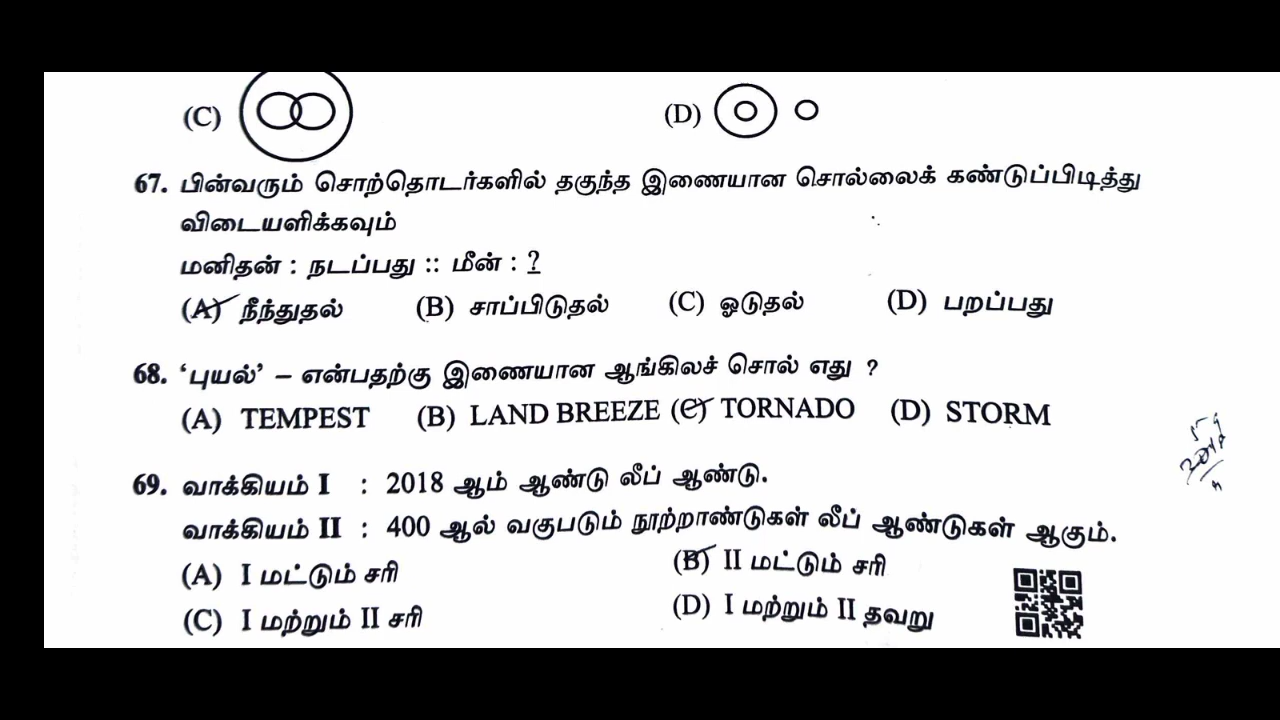 (C) (D)
67. பின்வரும் சொற்தொடர்களில் தகுந்த இணையான சொல்லைக் கண்டுப்பிடித்து
விடையளிக்கவும்
மனிதன் : நடப்பது :: மீன் : ?
(A) நீந்துதல் (B) சாப்பிடுதல் (C) ஓடுதல் (D) பறப்பது
68. ‘புயல்’ – என்பதற்கு இணையான ஆங்கிலச் சொல் எது ?
(A) TEMPEST (B) LAND BREEZE (C) TORNADO (D) STORM
69. வாக்கியம் I : 2018 ஆம் ஆண்டு லீப் ஆண்டு.
வாக்கியம் II : 400 ஆல் வகுபடும் நூற்றாண்டுகள் லீப் ஆண்டுகள் ஆகும்.
(A) I மட்டும் சரி (B) II மட்டும் சரி
(C) I மற்றும் II சரி (D) I மற்றும் II தவறு